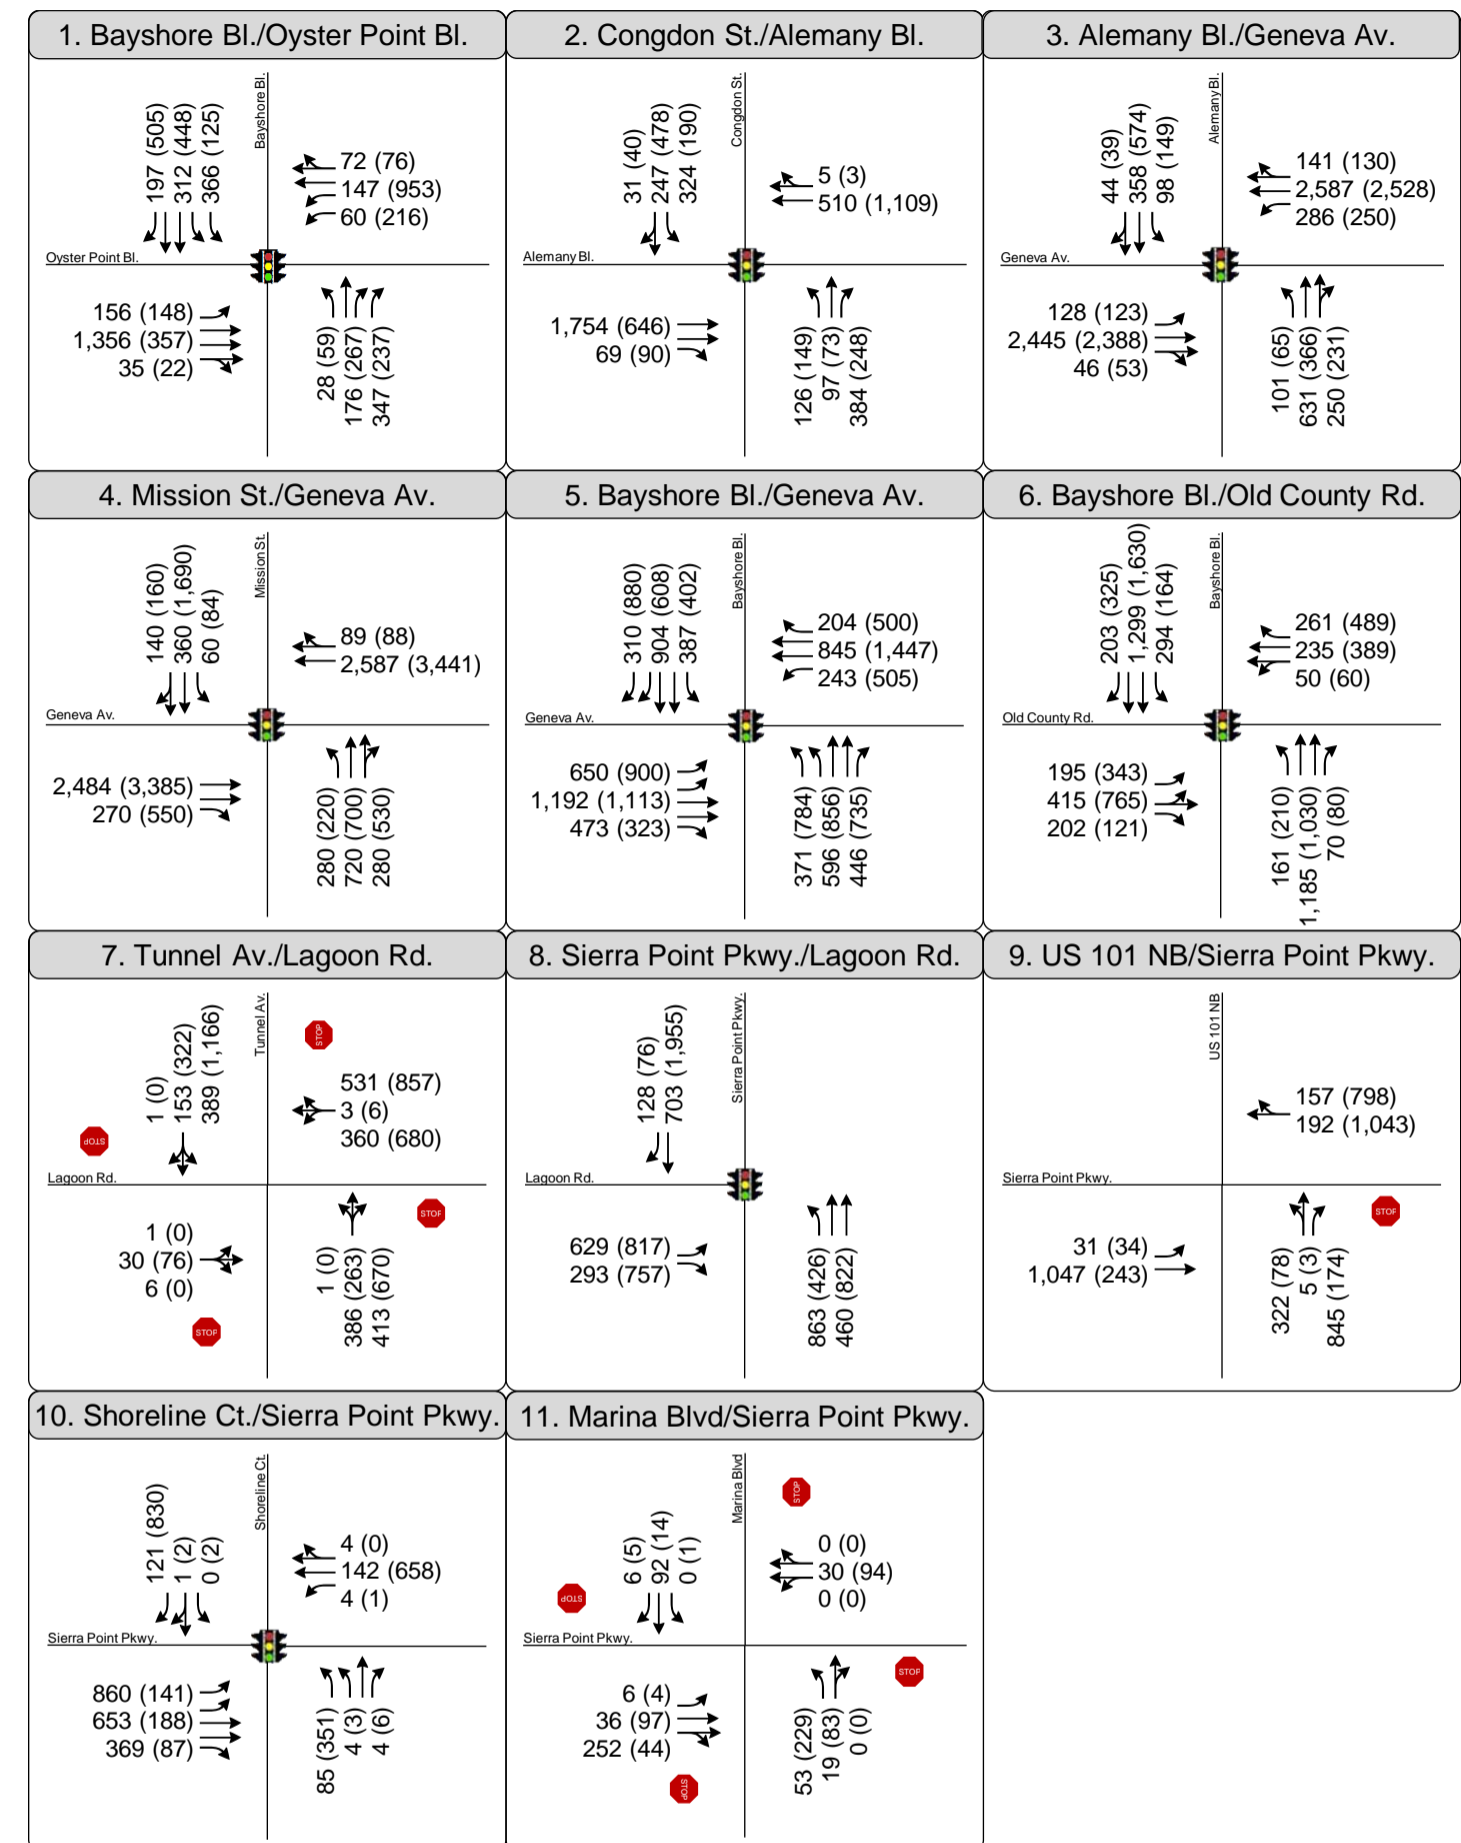 1. Bayshore Bl./Oyster Point Bl.
Bayshore Bl.
197 (505)
312 (448)
366 (125)
72 (76)
147 (953)
60 (216)
Oyster Point Bl.
156 (148)
1,356 (357)
35 (22)
28 (59)
176 (267)
347 (237)
2. Congdon St./Alemany Bl.
Congdon St.
31 (40)
247 (478)
324 (190)
5 (3)
510 (1,109)
Alemany Bl.
1,754 (646)
69 (90)
126 (149)
97 (73)
384 (248)
3. Alemany Bl./Geneva Av.
Alemany Bl.
44 (39)
358 (574)
98 (149)
141 (130)
2,587 (2,528)
286 (250)
Geneva Av.
128 (123)
2,445 (2,388)
46 (53)
101 (65)
631 (366)
250 (231)
4. Mission St./Geneva Av.
Mission St.
140 (160)
360 (1,690)
60 (84)
89 (88)
2,587 (3,441)
Geneva Av.
2,484 (3,385)
270 (550)
280 (220)
720 (700)
280 (530)
5. Bayshore Bl./Geneva Av.
Bayshore Bl.
310 (880)
904 (608)
387 (402)
204 (500)
845 (1,447)
243 (505)
Geneva Av.
650 (900)
1,192 (1,113)
473 (323)
371 (784)
596 (856)
446 (735)
6. Bayshore Bl./Old County Rd.
Bayshore Bl.
203 (325)
1,299 (1,630)
294 (164)
261 (489)
235 (389)
50 (60)
Old County Rd.
195 (343)
415 (765)
202 (121)
161 (210)
1,185 (1,030)
70 (80)
7. Tunnel Av./Lagoon Rd.
Tunnel Av.
1 (0)
153 (322)
389 (1,166)
STOP
531 (857)
3 (6)
360 (680)
STOP
Lagoon Rd.
STOP
1 (0)
30 (76)
6 (0)
1 (0)
386 (263)
413 (670)
STOP
8. Sierra Point Pkwy./Lagoon Rd.
Sierra Point Pkwy.
128 (76)
703 (1,955)
Lagoon Rd.
629 (817)
293 (757)
863 (426)
460 (822)
9. US 101 NB/Sierra Point Pkwy.
US 101 NB
157 (798)
192 (1,043)
Sierra Point Pkwy.
STOP
31 (34)
1,047 (243)
322 (78)
5 (3)
845 (174)
10. Shoreline Ct./Sierra Point Pkwy.
Shoreline Ct.
121 (830)
1 (2)
0 (2)
4 (0)
142 (658)
4 (1)
Sierra Point Pkwy.
860 (141)
653 (188)
369 (87)
85 (351)
4 (3)
4 (6)
11. Marina Blvd/Sierra Point Pkwy.
Marina Blvd
STOP
6 (5)
92 (14)
0 (1)
0 (0)
30 (94)
0 (0)
STOP
Sierra Point Pkwy.
STOP
6 (4)
36 (97)
252 (44)
53 (229)
19 (83)
0 (0)
STOP